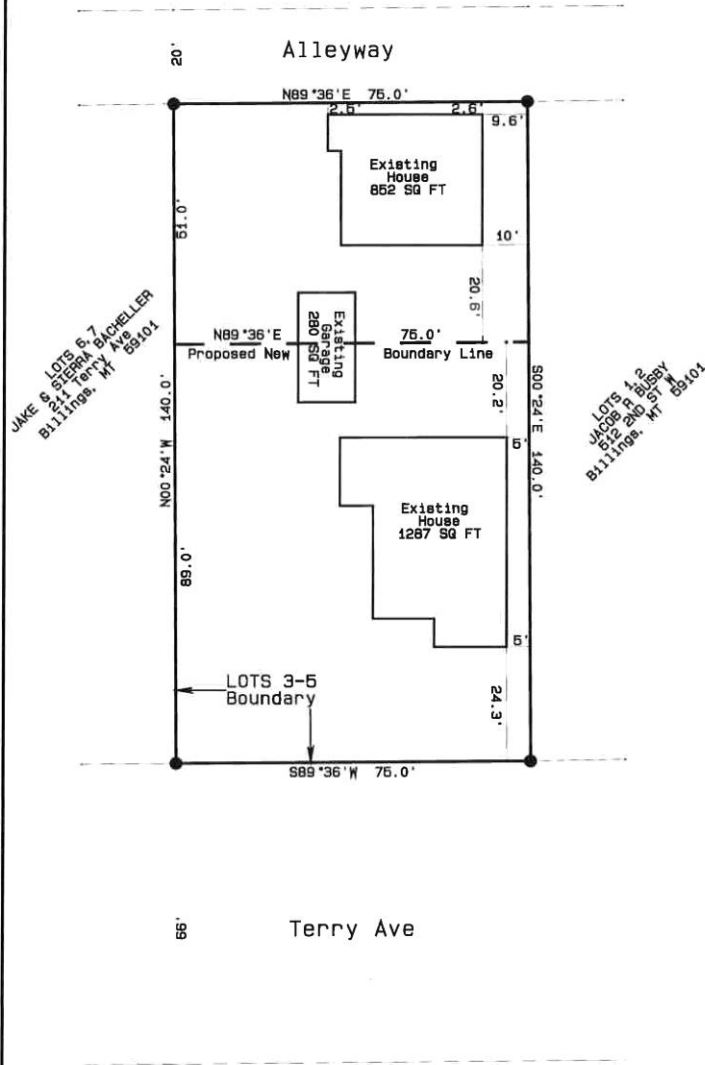 20'
Alleyway
N89°36'E 75.0'
2.5'
2.6'
9.6'
Existing
House
852 SQ FT
51.0'
10'
20.6'
LOTS 6, 7
JAKE & SIERRA BACHELLER
211 Terry Ave
Billings, MT 59101
N89°36'E
75.0'
Proposed New
Boundary Line
Existing
Garage
280 SQ FT
N00°24'W 140.0'
S00°24'E 140.0'
LOTS 1, 2
JACOB R BUSBY
512 2ND ST W
Billings, MT 59101
20.2'
5'
Existing
House
1287 SQ FT
89.0'
5'
LOTS 3-5
Boundary
24.3'
S89°36'W 75.0'
66'
Terry Ave